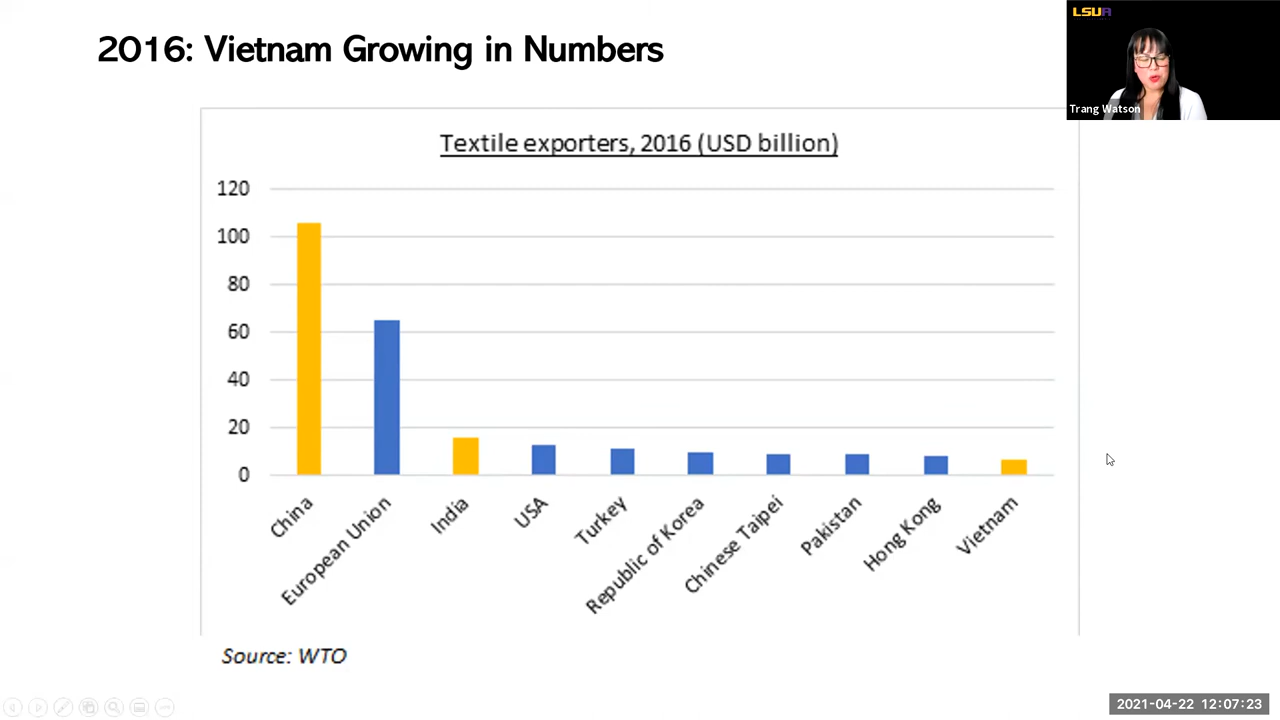 2016: Vietnam Growing in Numbers
LSUA
Trang Watson
Textile exporters, 2016 (USD billion)
120
100
80
60
40
20
0
China
European Union
India
USA
Turkey
Republic of Korea
Chinese Taipei
Pakistan
Hong Kong
Vietnam
Source: WTO
2021-04-22 12:07:23